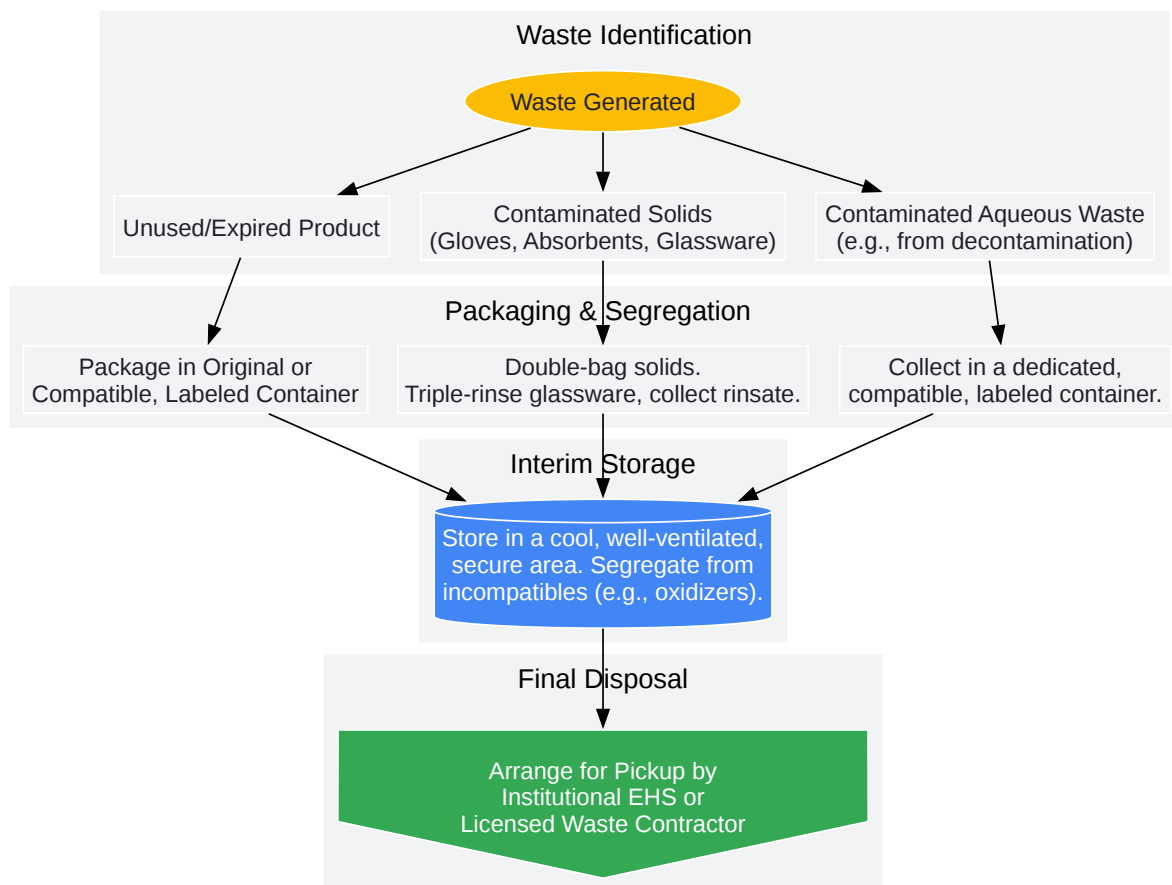 Waste Identification
Waste Generated
Unused/Expired Product
Contaminated Solids
(Gloves, Absorbents, Glassware)
Contaminated Aqueous Waste
(e.g., from decontamination)
Packaging & Segregation
Package in Original or
Compatible, Labeled Container
Double-bag solids.
Triple-rinse glassware, collect rinsate.
Collect in a dedicated,
compatible, labeled container.
Interim Storage
Store in a cool, well-ventilated,
secure area. Segregate from
incompatibles (e.g., oxidizers).
Final Disposal
Arrange for Pickup by
Institutional EHS or
Licensed Waste Contractor